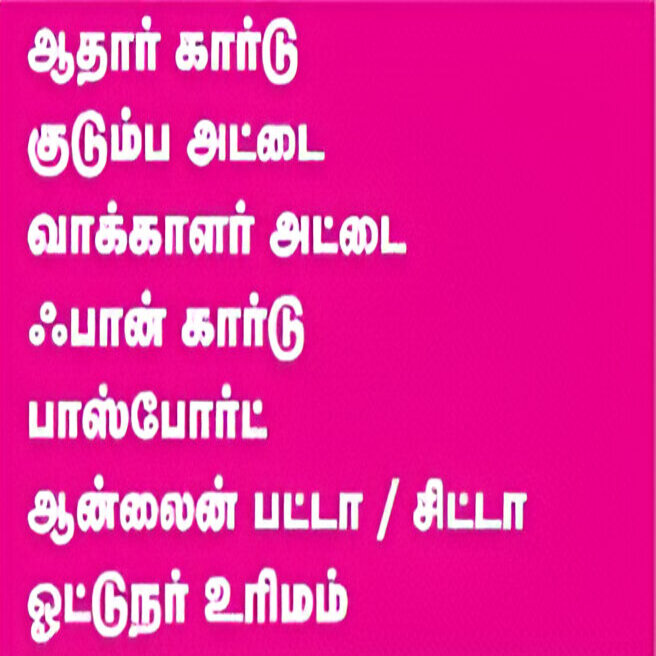 ஆதார் கார்டு
குடும்ப அட்டை
வாக்காளர் அட்டை
ஃபான் கார்டு
பாஸ்போர்ட்
ஆன்லைன் பட்டா / சிட்டா
ஓட்டுநர் உரிமம்